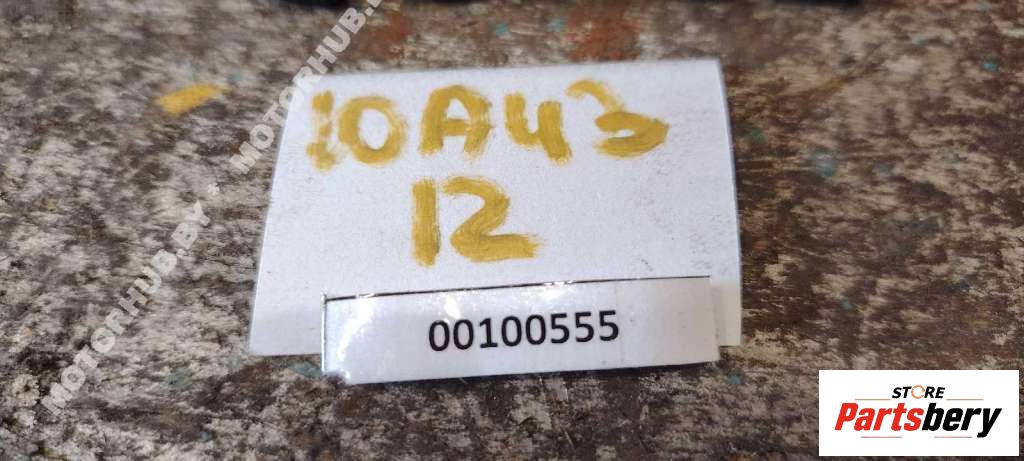 10A43
12
00100555
MOTORHUB.BY
MOTORHUB.BY
STORE
Partsbery